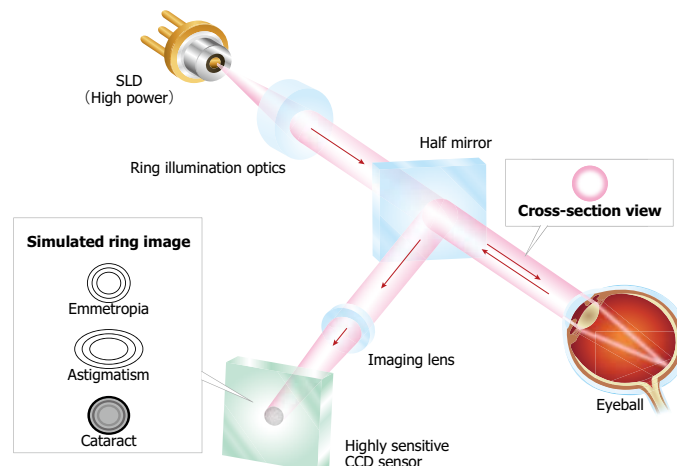 SLD
(High power)
Ring illumination optics
Half mirror
Cross-section view
Simulated ring image
Emmetropia
Astigmatism
Cataract
Imaging lens
Eyeball
Highly sensitive
CCD sensor